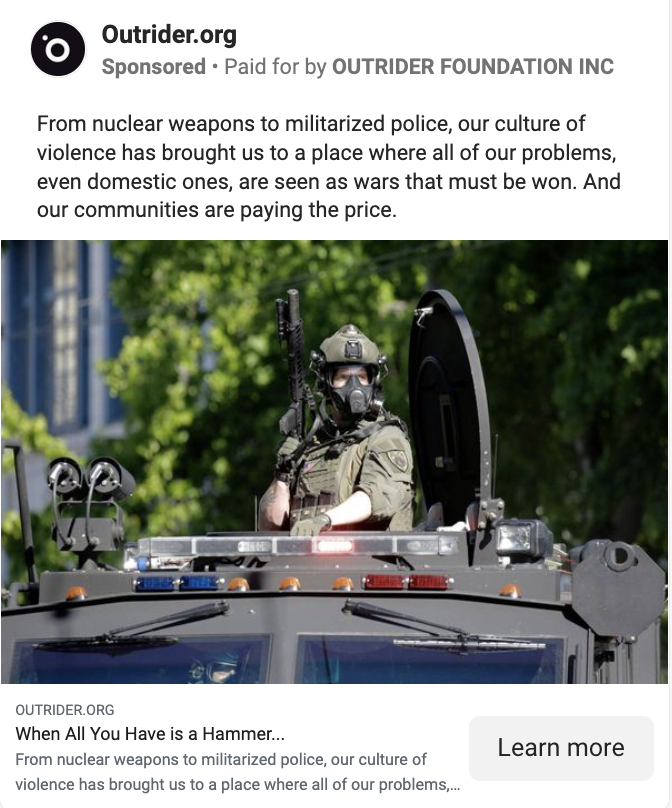 Outrider.org
Sponsored • Paid for by OUTRIDER FOUNDATION INC
From nuclear weapons to militarized police, our culture of
violence has brought us to a place where all of our problems,
even domestic ones, are seen as wars that must be won. And
our communities are paying the price.
OUTRIDER.ORG
When All You Have is a Hammer...
From nuclear weapons to militarized police, our culture of
violence has brought us to a place where all of our problems,...
Learn more